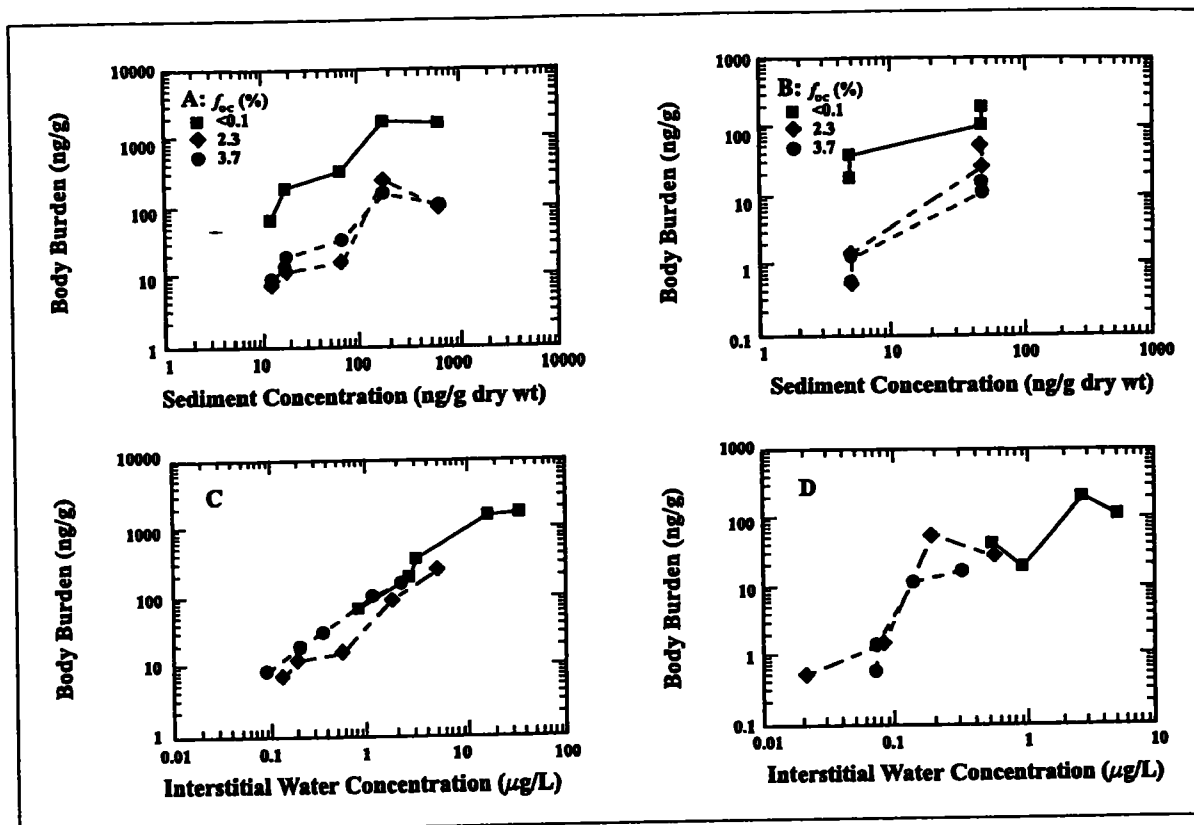 A: f_oc (%)
<0.1
2.3
3.7
10000
1000
100
10
1
Body Burden (ng/g)
1 10 100 1000 10000
Sediment Concentration (ng/g dry wt)
B: f_oc (%)
<0.1
2.3
3.7
1000
100
10
1
0.1
Body Burden (ng/g)
1 10 100 1000
Sediment Concentration (ng/g dry wt)
C
10000
1000
100
10
1
Body Burden (ng/g)
0.01 0.1 1 10 100
Interstitial Water Concentration (µg/L)
D
1000
100
10
1
0.1
Body Burden (ng/g)
0.01 0.1 1 10
Interstitial Water Concentration (µg/L)